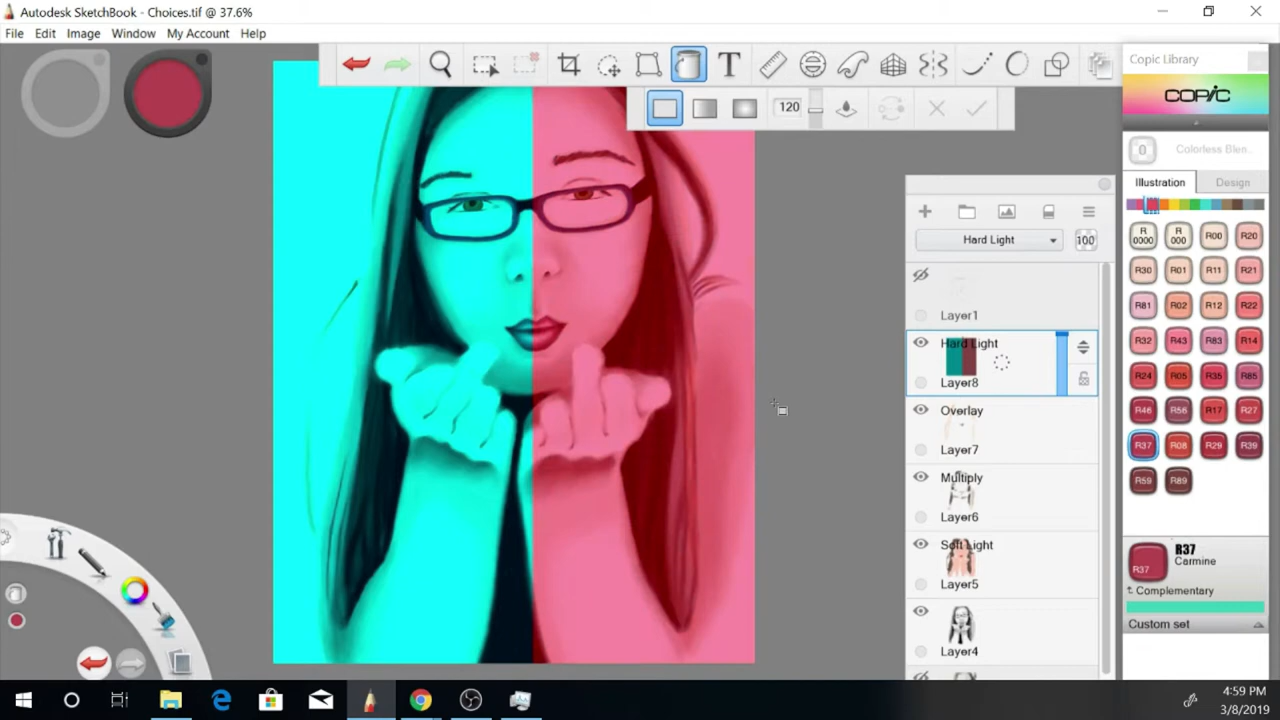 Autodesk SketchBook - Choices.tif @ 37.6%
File Edit Image Window My Account Help
T
120
Copic Library
COPIC
0 Colorless Blen..
Illustration Design
R0000 R000 R00 R20
R30 R01 R11 R21
R81 R02 R12 R22
R32 R43 R83 R14
R24 R05 R35 R85
R46 R56 R17 R27
R37 R08 R29 R39
R59 R89
R37 R37
Carmine
Complementary
Custom set
Hard Light 100
Layer1
Hard Light
Layer8
Overlay
Layer7
Multiply
Layer6
Soft Light
Layer5
Layer4
4:59 PM
3/8/2019